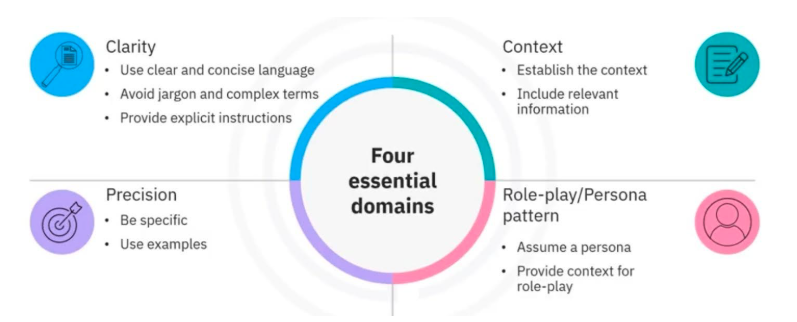 Clarity
• Use clear and concise language
• Avoid jargon and complex terms
• Provide explicit instructions
Context
• Establish the context
• Include relevant
information
Four
essential
domains
Precision
• Be specific
• Use examples
Role-play/Persona
pattern
• Assume a persona
• Provide context for
role-play